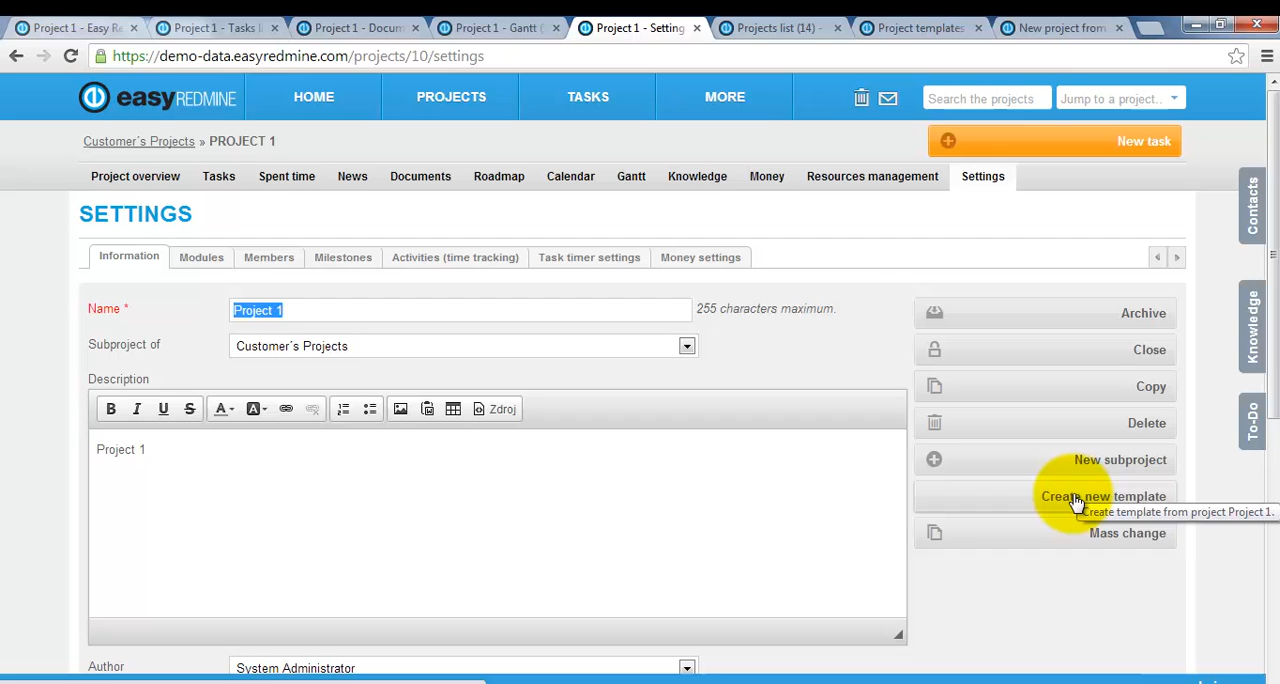 Project 1 - Easy Re
Project 1 - Tasks li
Project 1 - Docum
Project 1 - Gantt (
Project 1 - Setting
Projects list (14) -
Project templates
New project from
https://demo-data.easyredmine.com/projects/10/settings
easyREDMINE
HOME
PROJECTS
TASKS
MORE
Search the projects
Jump to a project..
Customer´s Projects » PROJECT 1
New task
Project overview
Tasks
Spent time
News
Documents
Roadmap
Calendar
Gantt
Knowledge
Money
Resources management
Settings
Contacts
SETTINGS
Information
Modules
Members
Milestones
Activities (time tracking)
Task timer settings
Money settings
Name *
Project 1
255 characters maximum.
Archive
Subproject of
Customer´s Projects
Close
Knowledge
Description
Copy
B I U S A A Zdroj
Delete
To-Do
Project 1
New subproject
Create new template
Create template from project Project 1.
Mass change
Author
System Administrator